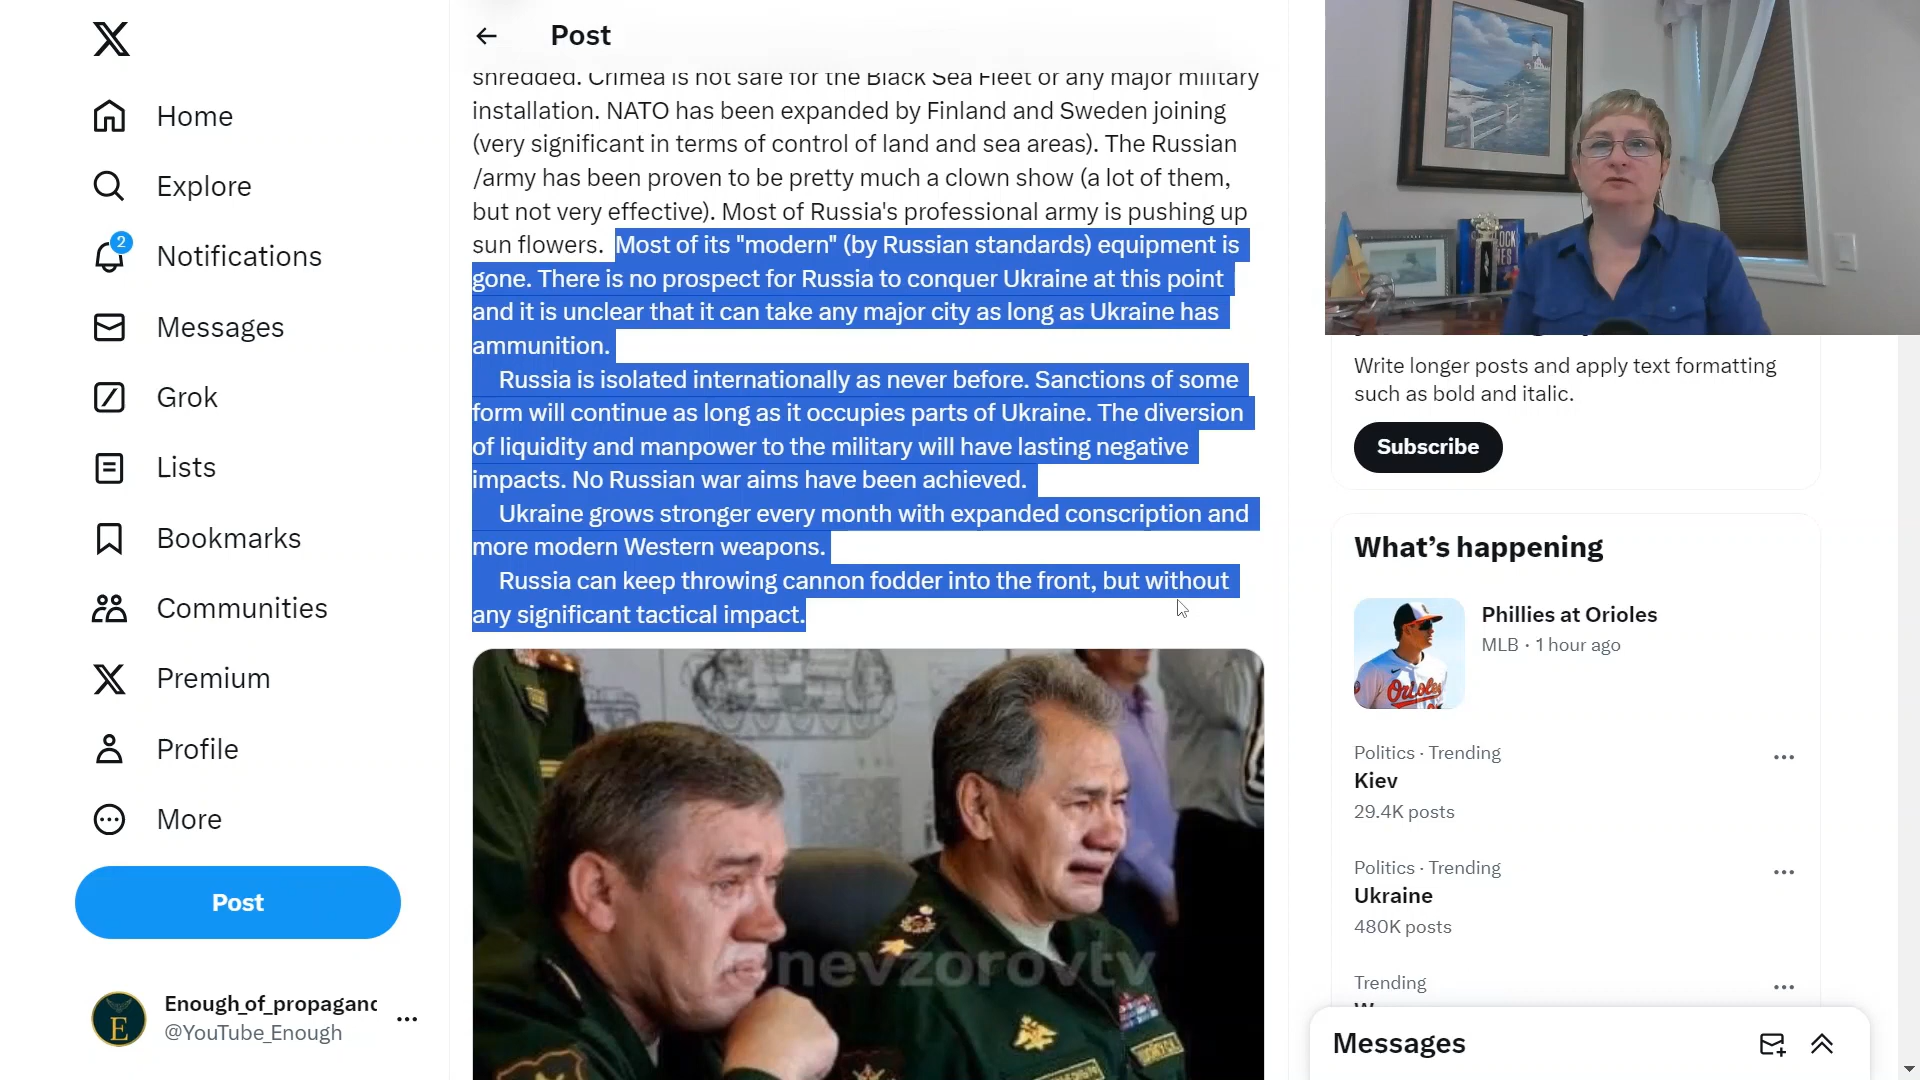 Home
Explore
2
Notifications
Messages
Grok
Lists
Bookmarks
Communities
Premium
Profile
More
Post
E
Enough_of_propagand
@YouTube_Enough
Post
shredded. Crimea is not safe for the Black Sea Fleet or any major military
installation. NATO has been expanded by Finland and Sweden joining
(very significant in terms of control of land and sea areas). The Russian
/army has been proven to be pretty much a clown show (a lot of them,
but not very effective). Most of Russia's professional army is pushing up
sun flowers. Most of its "modern" (by Russian standards) equipment is
gone. There is no prospect for Russia to conquer Ukraine at this point
and it is unclear that it can take any major city as long as Ukraine has
ammunition.
Russia is isolated internationally as never before. Sanctions of some
form will continue as long as it occupies parts of Ukraine. The diversion
of liquidity and manpower to the military will have lasting negative
impacts. No Russian war aims have been achieved.
Ukraine grows stronger every month with expanded conscription and
more modern Western weapons.
Russia can keep throwing cannon fodder into the front, but without
any significant tactical impact.
nevzorovtv
Write longer posts and apply text formatting
such as bold and italic.
Subscribe
What's happening
Phillies at Orioles
MLB · 1 hour ago
Orioles
Politics · Trending
Kiev
29.4K posts
Politics · Trending
Ukraine
480K posts
Trending
Messages